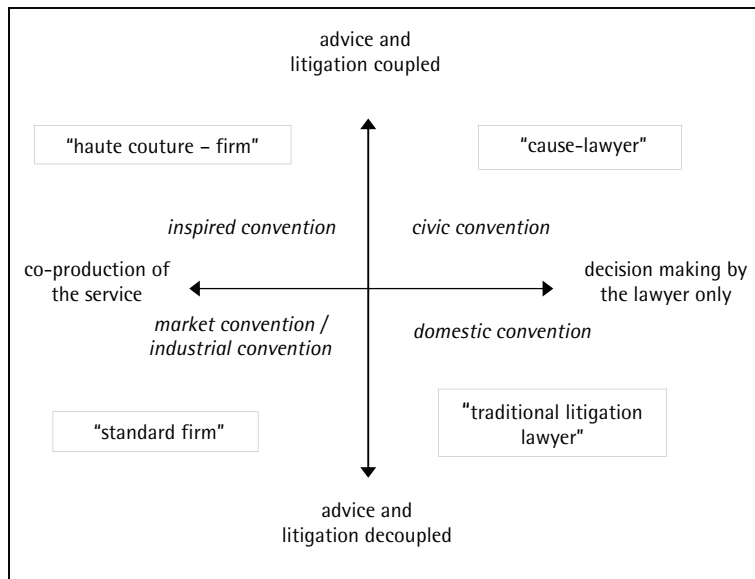 advice and
litigation coupled
"haute couture – firm"
"cause-lawyer"
inspired convention
civic convention
co-production of
the service
decision making by
the lawyer only
market convention /
industrial convention
domestic convention
"standard firm"
"traditional litigation
lawyer"
advice and
litigation decoupled